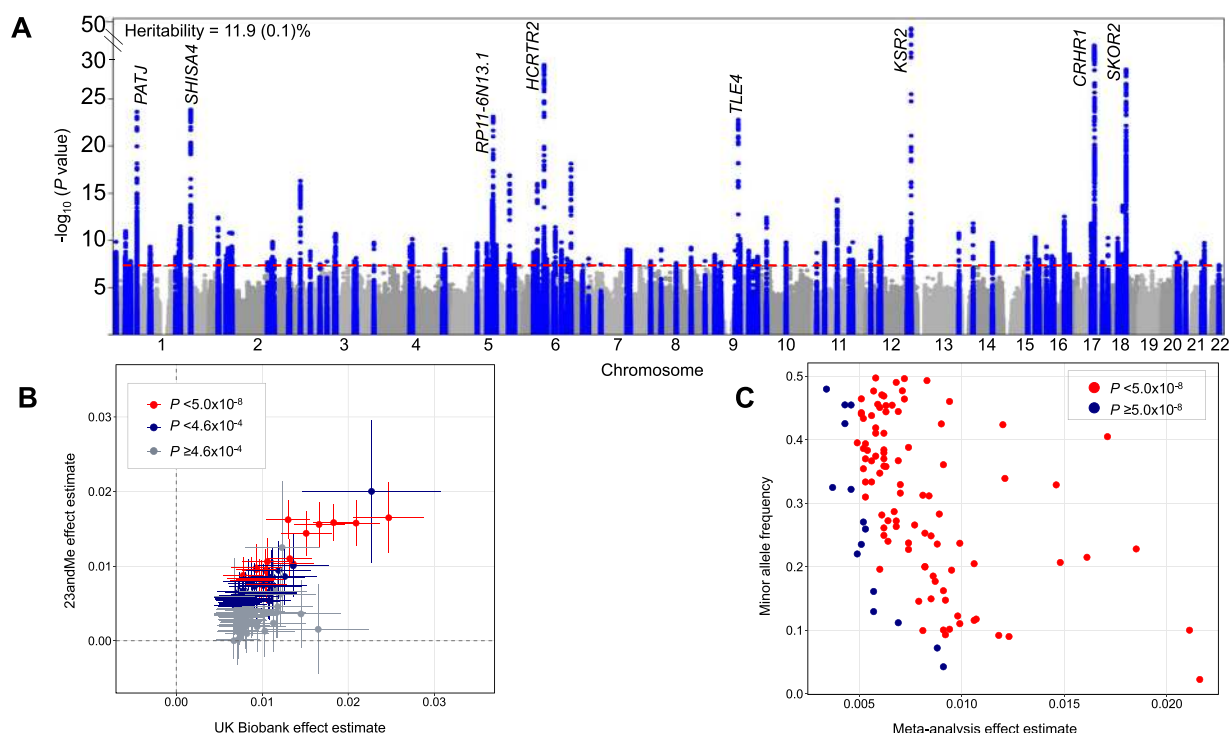 A
Heritability = 11.9 (0.1)%
50
30
25
20
15
10
5
-log10 (P value)
PATJ
SHISA4
RP11-6N13.1
HCRTR2
TLE4
KSR2
CRHR1
SKOR2
1 2 3 4 5 6 7 8 9 10 11 12 13 14 15 16 17 18 19 20 21 22
Chromosome
B
P <5.0x10-8
P <4.6x10-4
P ≥4.6x10-4
0.03
0.02
0.01
0.00
23andMe effect estimate
0.00 0.01 0.02 0.03
UK Biobank effect estimate
C
P <5.0x10-8
P ≥5.0x10-8
0.5
0.4
0.3
0.2
0.1
0.0
Minor allele frequency
0.005 0.010 0.015 0.020
Meta-analysis effect estimate